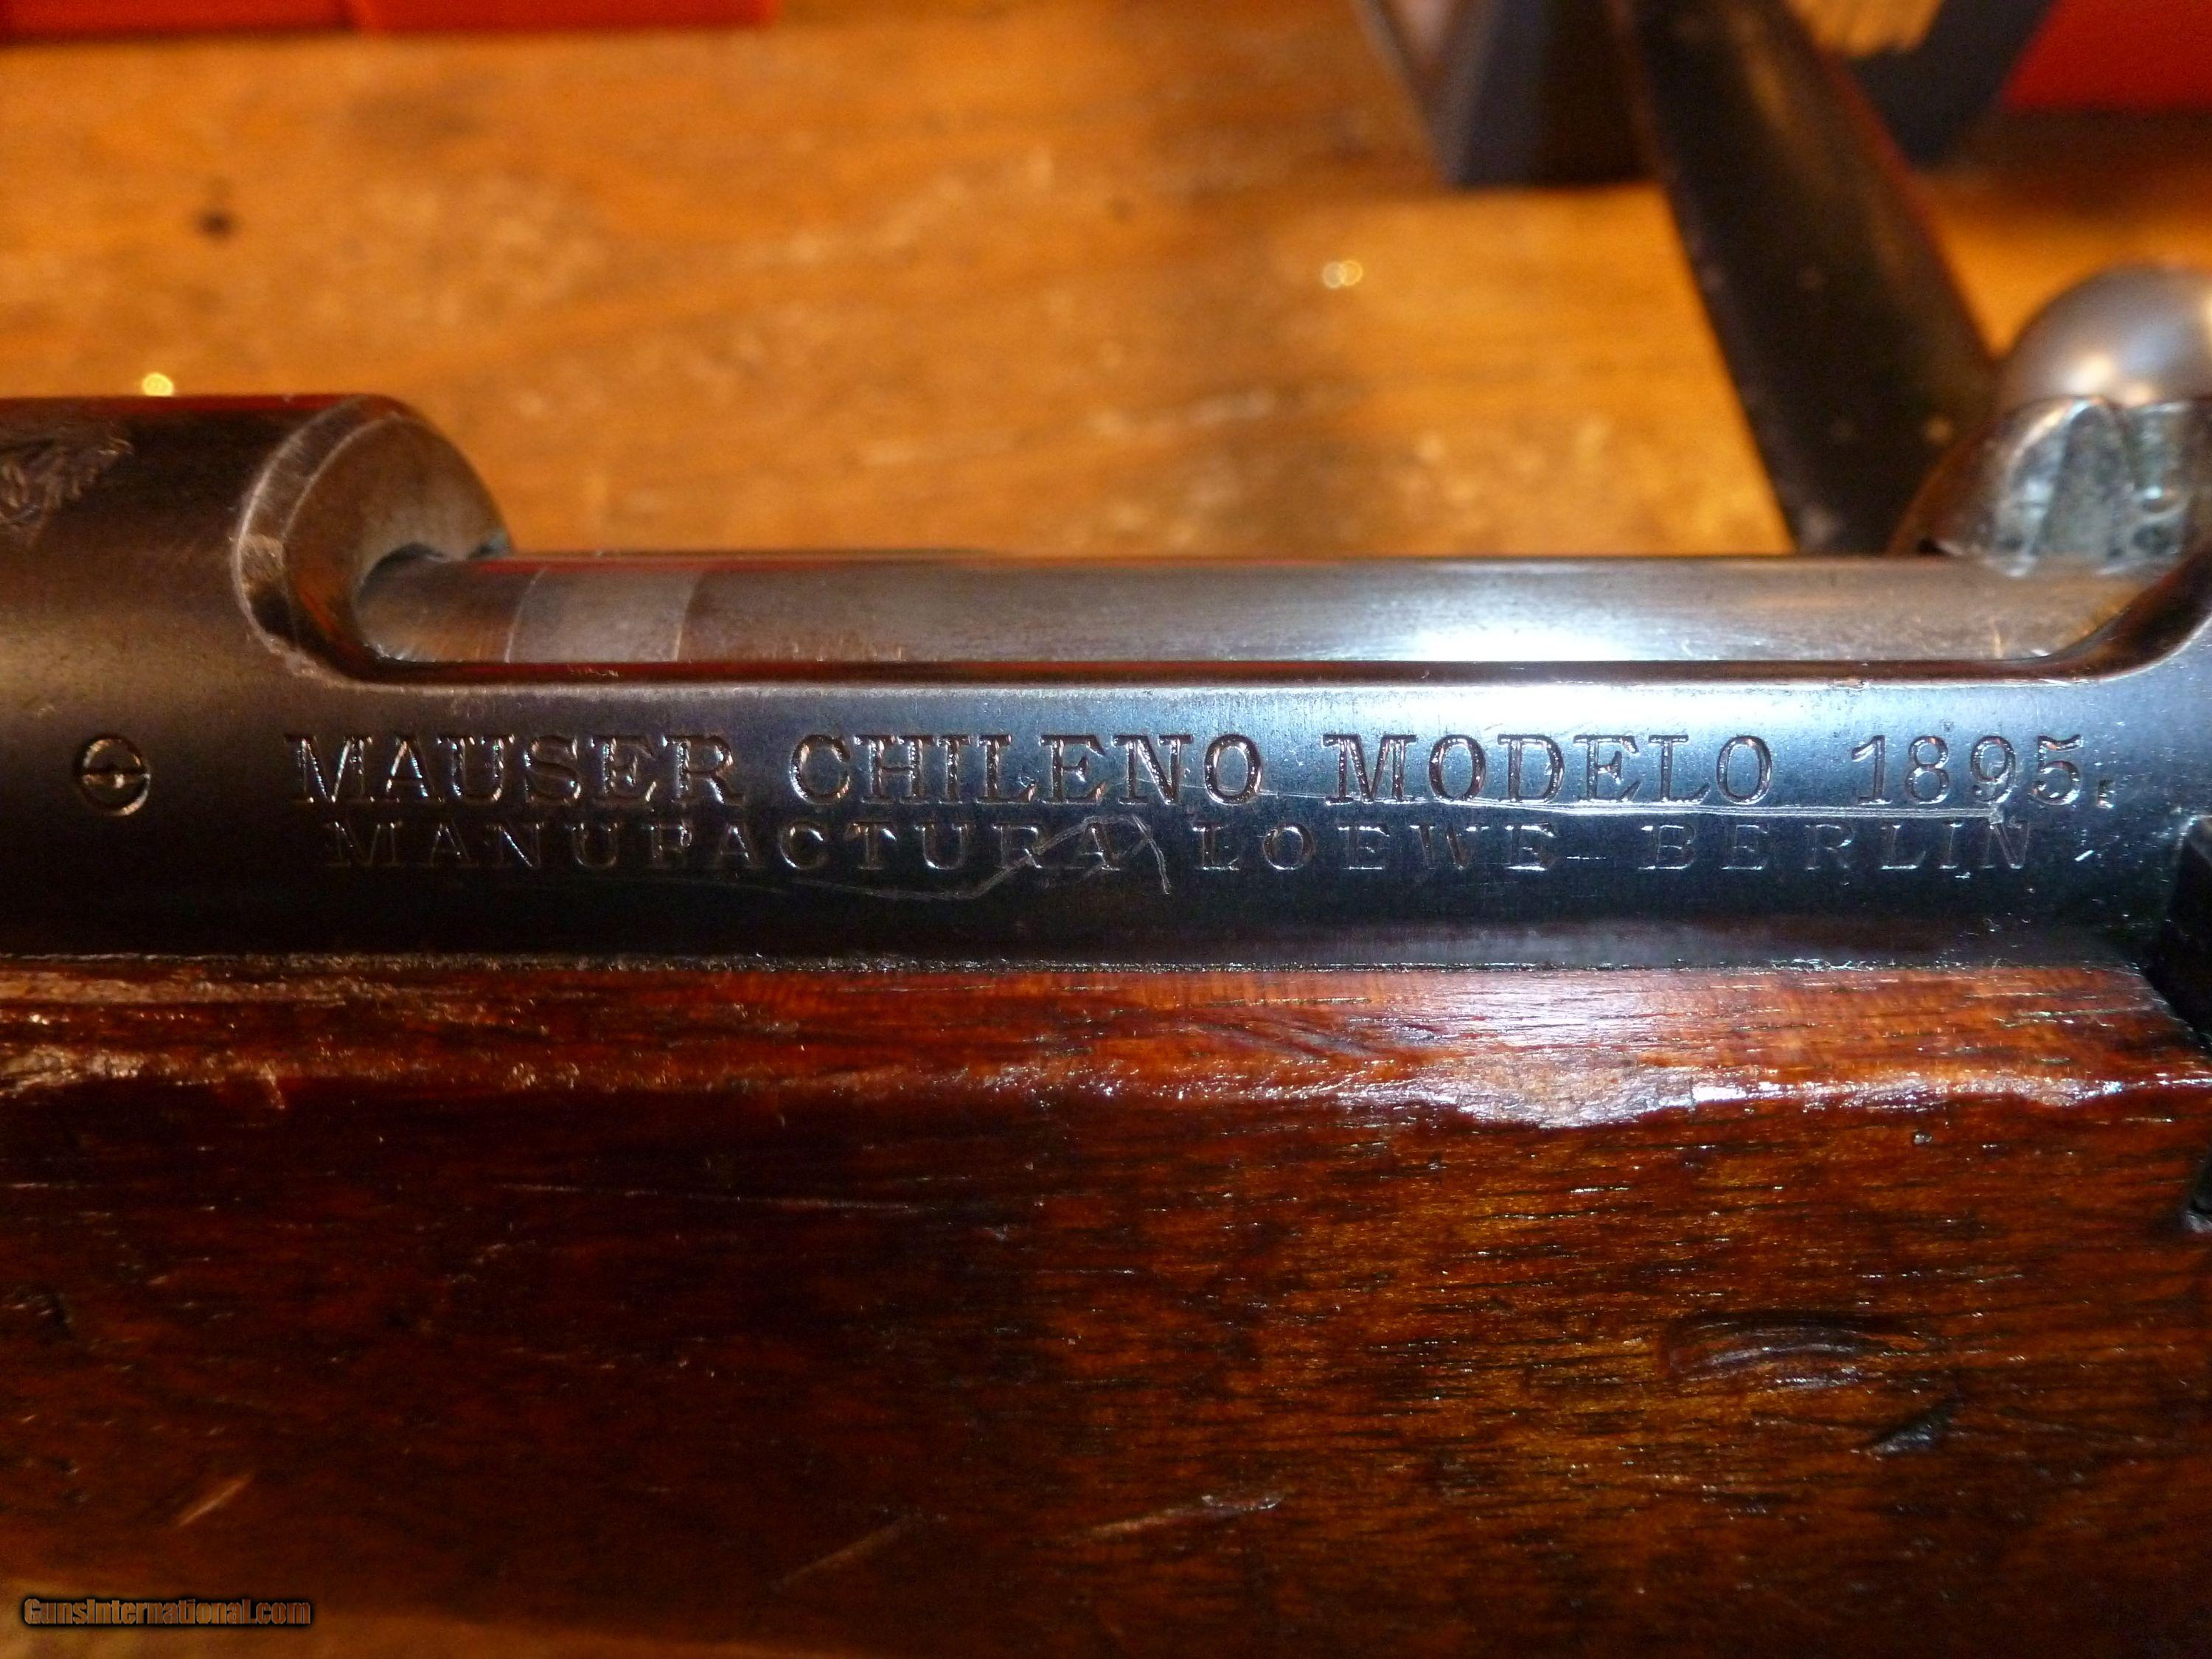 MAUSER CHILENO MODELO 1895.
MANUFACTURA LOEWE BERLIN
GunsInternational.com